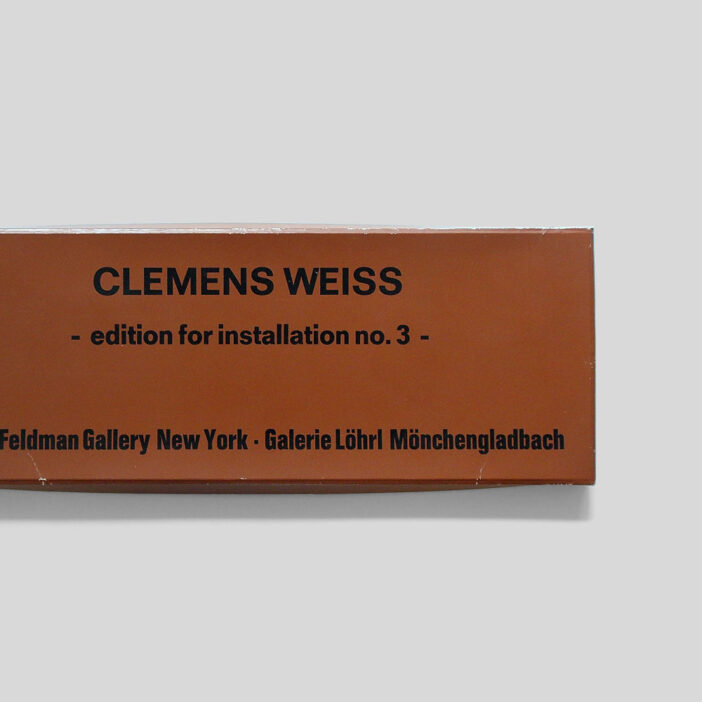 CLEMENS WEISS
- edition for installation no. 3 -
Feldman Gallery New York · Galerie Löhrl Mönchengladbach